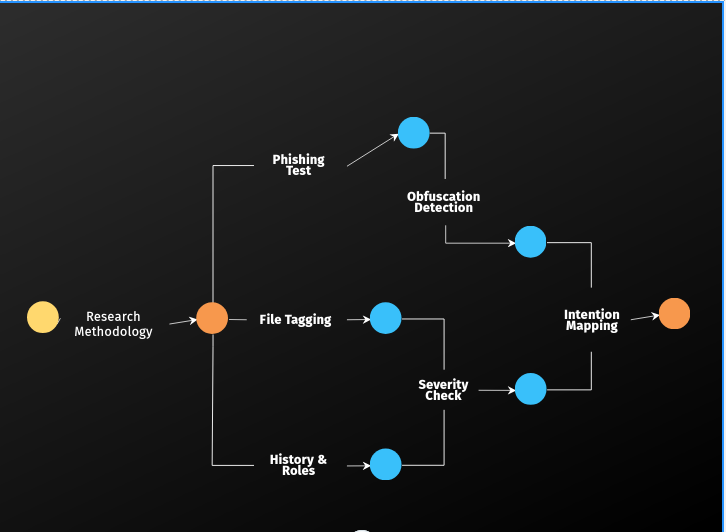 Phishing
Test
Obfuscation
Detection
Research
Methodology
File Tagging
Intention
Mapping
Severity
Check
History &
Roles